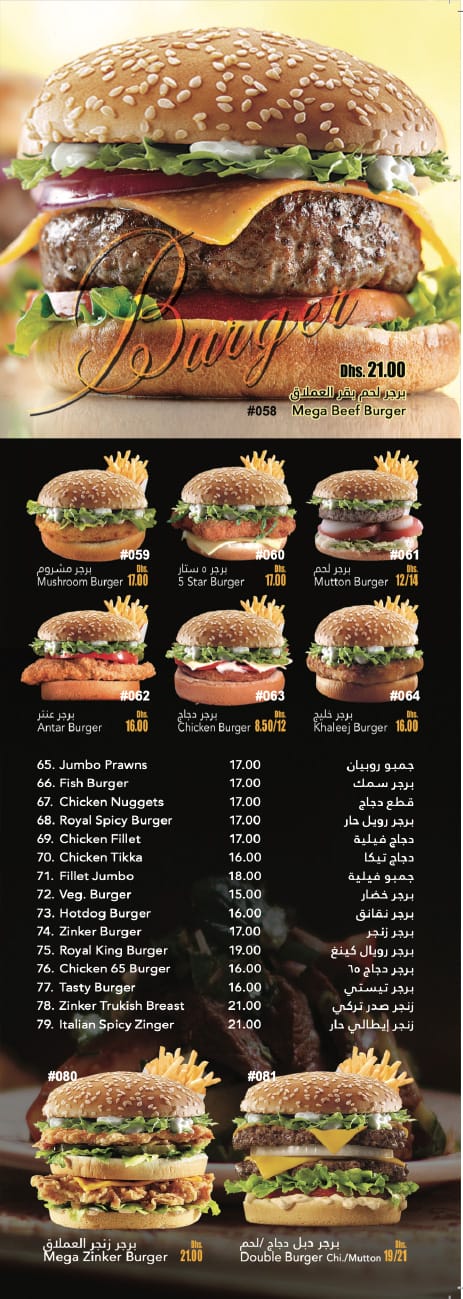 Burger
Dhs. 21.00
برجر لحم بقر العملاق
#058 Mega Beef Burger
#059
برجر مشروم Dhs.
Mushroom Burger 17.00
#060
برجر ٥ ستار Dhs.
5 Star Burger 17.00
#061
برجر لحم Dhs.
Mutton Burger 12/14
#062
برجر عنتر Dhs.
Antar Burger 16.00
#063
برجر دجاج Dhs.
Chicken Burger 8.50/12
#064
برجر خليج Dhs.
Khaleej Burger 16.00
65. Jumbo Prawns 17.00 جمبو روبيان
66. Fish Burger 17.00 برجر سمك
67. Chicken Nuggets 17.00 قطع دجاج
68. Royal Spicy Burger 17.00 برجر رويل حار
69. Chicken Fillet 17.00 دجاج فيلية
70. Chicken Tikka 16.00 دجاج تيكا
71. Fillet Jumbo 18.00 جمبو فيلية
72. Veg. Burger 15.00 برجر خضار
73. Hotdog Burger 16.00 برجر نقانق
74. Zinker Burger 17.00 برجر زنجر
75. Royal King Burger 19.00 برجر رويال كينغ
76. Chicken 65 Burger 16.00 برجر دجاج ٦٥
77. Tasty Burger 16.00 برجر تيستي
78. Zinker Trukish Breast 21.00 زنجر صدر تركي
79. Italian Spicy Zinger 21.00 زنجر إيطالي حار
#080
برجر زنجر العملاق Dhs.
Mega Zinker Burger 21.00
#081
برجر دبل دجاج /لحم Dhs.
Double Burger Chi./Mutton 19/21